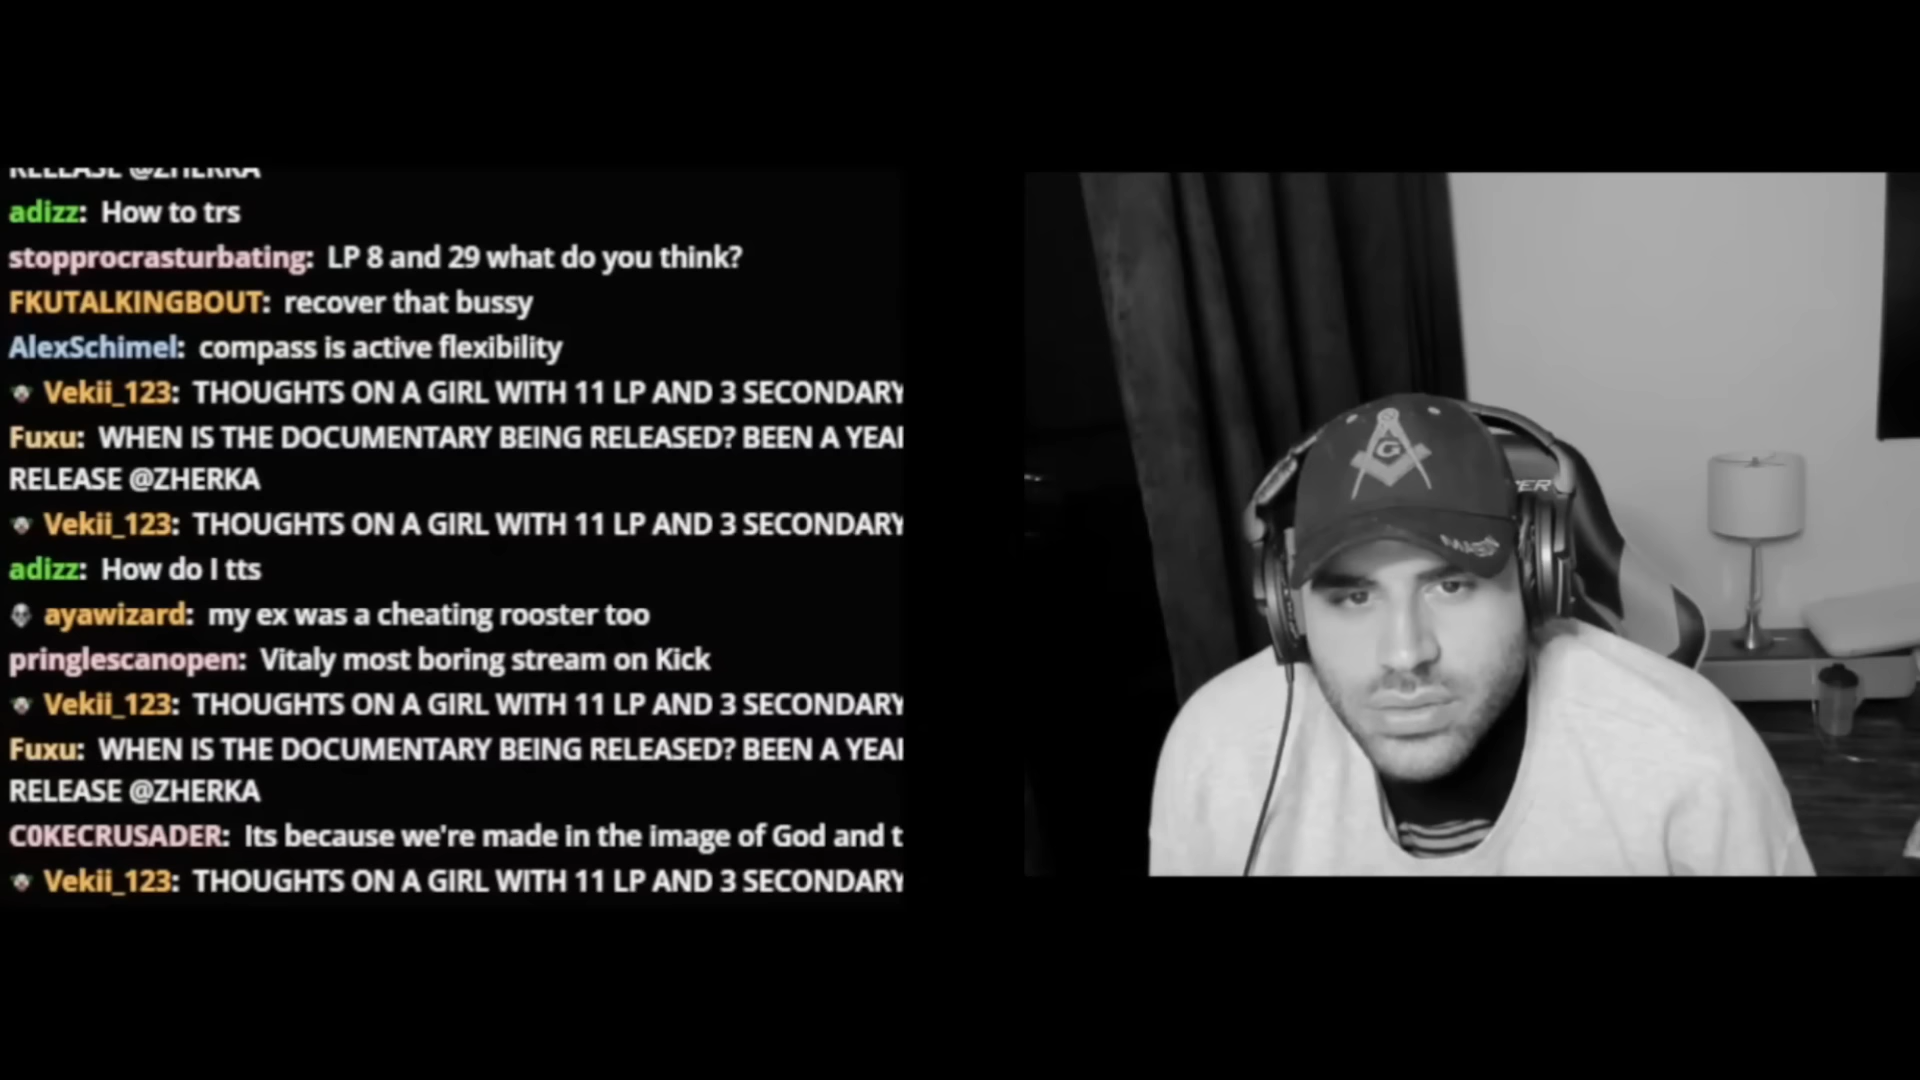 RELEASE @ZHERKA
adizz: How to trs
stopprocrasturbating: LP 8 and 29 what do you think?
FKUTALKINGBOUT: recover that bussy
AlexSchimel: compass is active flexibility
Vekii_123: THOUGHTS ON A GIRL WITH 11 LP AND 3 SECONDARY
Fuxu: WHEN IS THE DOCUMENTARY BEING RELEASED? BEEN A YEA
RELEASE @ZHERKA
Vekii_123: THOUGHTS ON A GIRL WITH 11 LP AND 3 SECONDARY
adizz: How do I tts
ayawizard: my ex was a cheating rooster too
pringlescanopen: Vitaly most boring stream on Kick
Vekii_123: THOUGHTS ON A GIRL WITH 11 LP AND 3 SECONDARY
Fuxu: WHEN IS THE DOCUMENTARY BEING RELEASED? BEEN A YEA
RELEASE @ZHERKA
C0KECRUSADER: Its because we're made in the image of God and t
Vekii_123: THOUGHTS ON A GIRL WITH 11 LP AND 3 SECONDARY
G